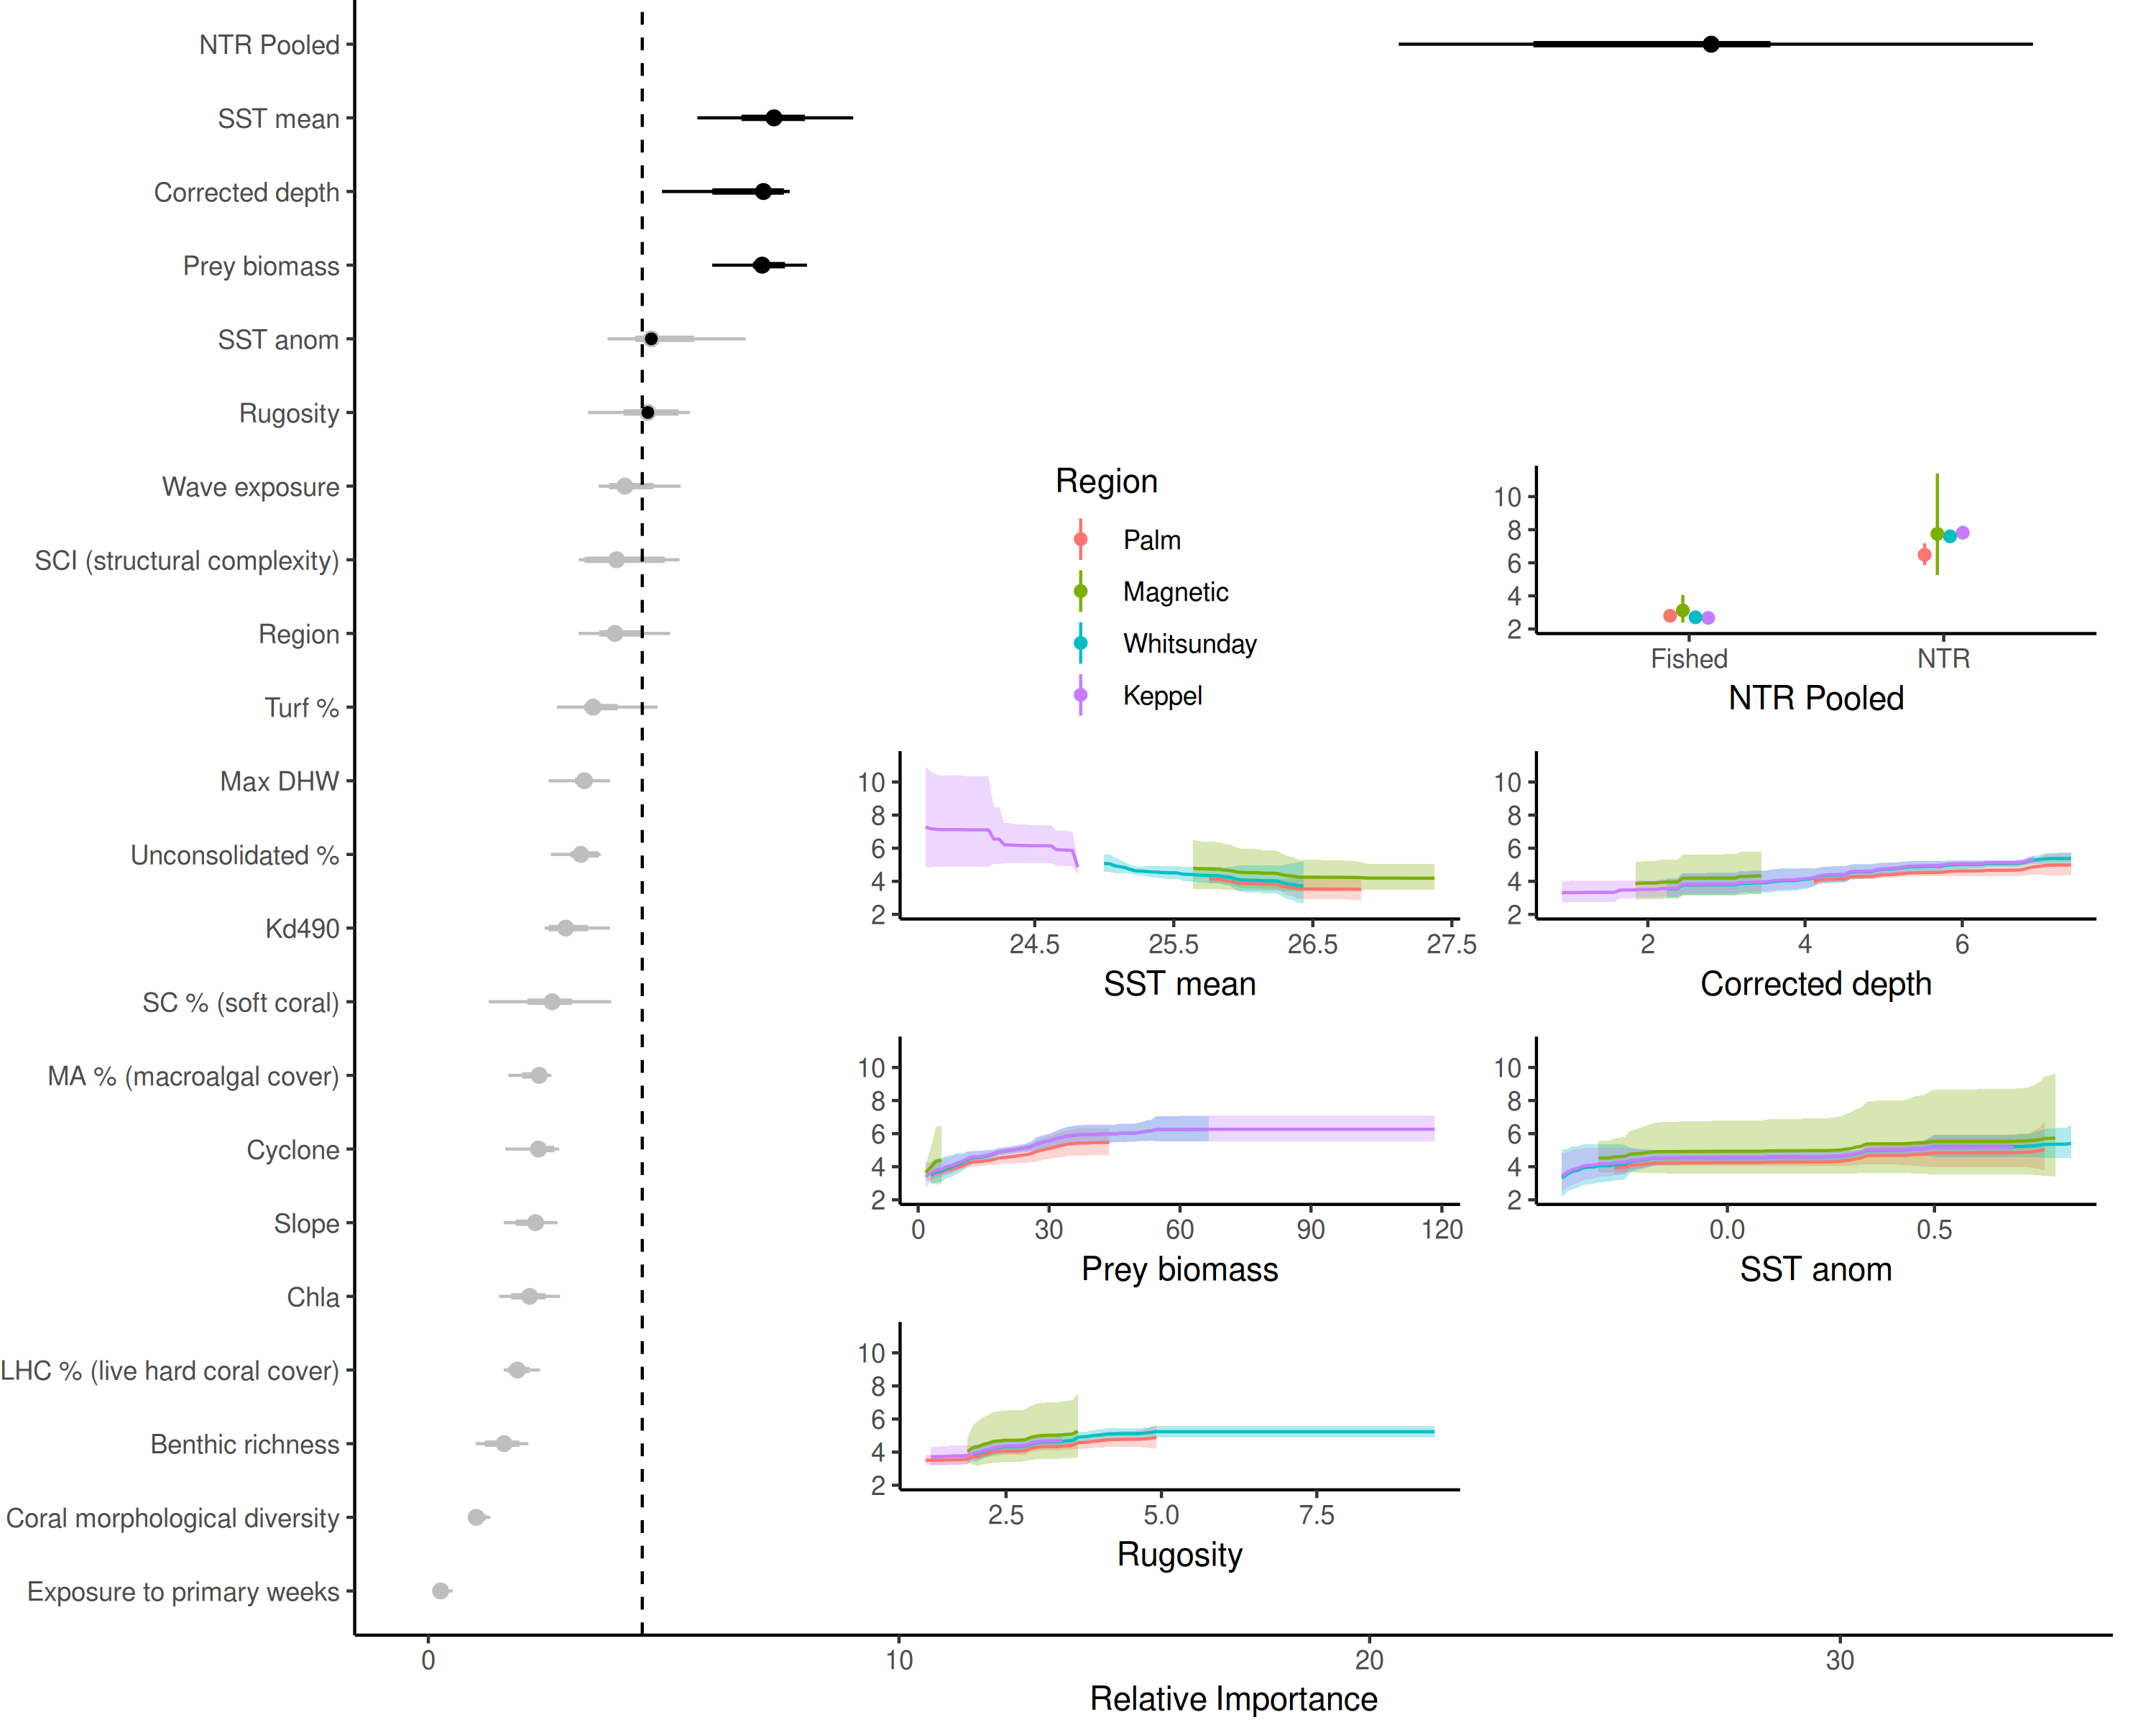 NTR Pooled
SST mean
Corrected depth
Prey biomass
SST anom
Rugosity
Wave exposure
SCI (structural complexity)
Region
Turf %
Max DHW
Unconsolidated %
Kd490
SC % (soft coral)
MA % (macroalgal cover)
Cyclone
Slope
Chla
LHC % (live hard coral cover)
Benthic richness
Coral morphological diversity
Exposure to primary weeks
0 10 20 30
Relative Importance
Region
Palm
Magnetic
Whitsunday
Keppel
10
8
6
4
2
Fished NTR
NTR Pooled
10
8
6
4
2
24.5 25.5 26.5 27.5
SST mean
10
8
6
4
2
2 4 6
Corrected depth
10
8
6
4
2
0 30 60 90 120
Prey biomass
10
8
6
4
2
0.0 0.5
SST anom
10
8
6
4
2
2.5 5.0 7.5
Rugosity